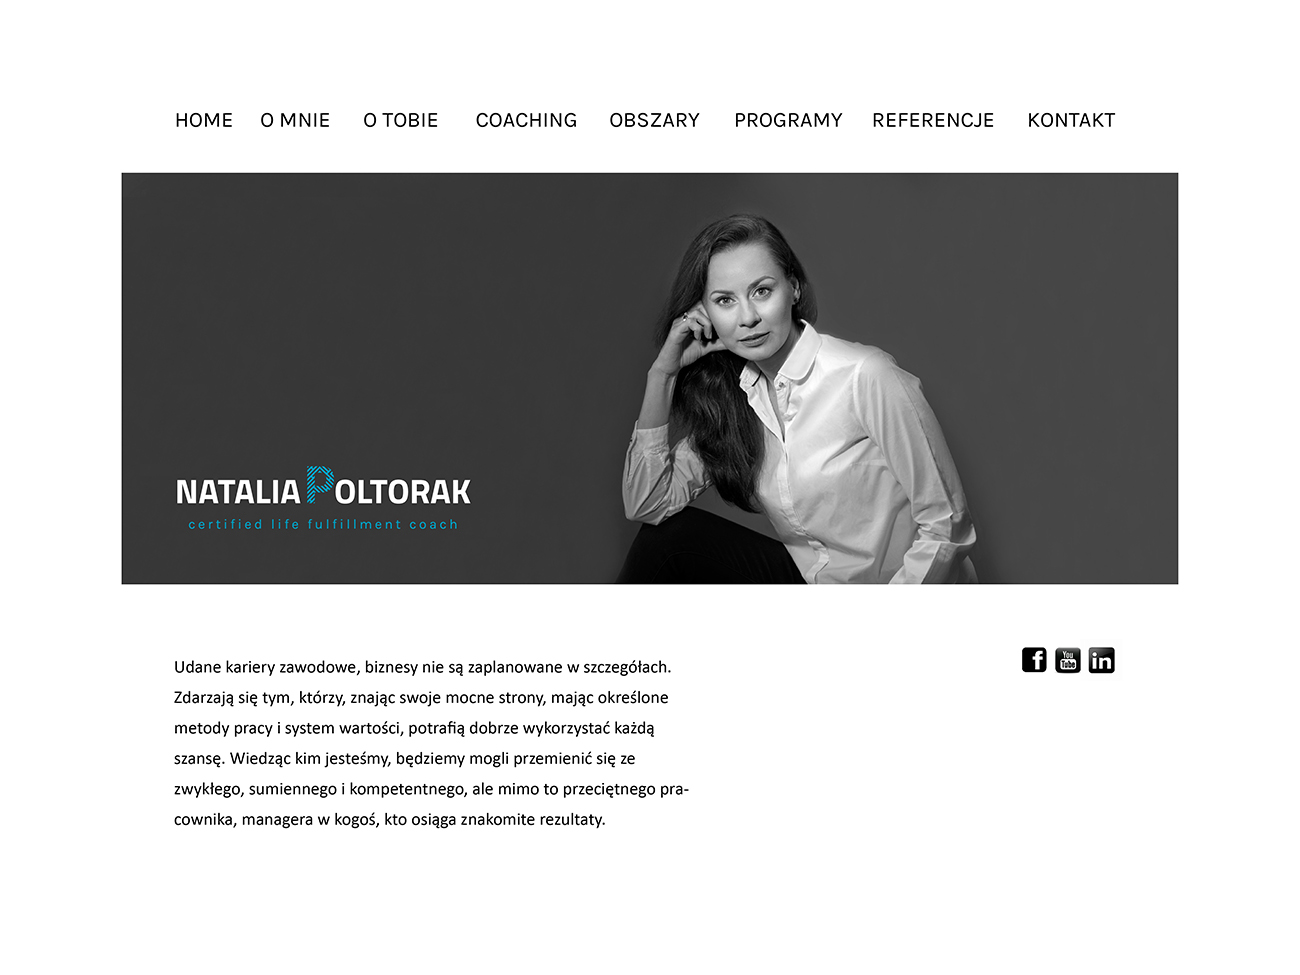 HOME O MNIE O TOBIE COACHING OBSZARY PROGRAMY REFERENCJE KONTAKT
NATALIA POLTORAK
certified life fulfillment coach
Udane kariery zawodowe, biznesy nie są zaplanowane w szczegółach.
Zdarzają się tym, którzy, znając swoje mocne strony, mając określone
metody pracy i system wartości, potrafią dobrze wykorzystać każdą
szansę. Wiedząc kim jesteśmy, będziemy mogli przemienić się ze
zwykłego, sumiennego i kompetentnego, ale mimo to przeciętnego pra-
cownika, managera w kogoś, kto osiąga znakomite rezultaty.
f You Tube in